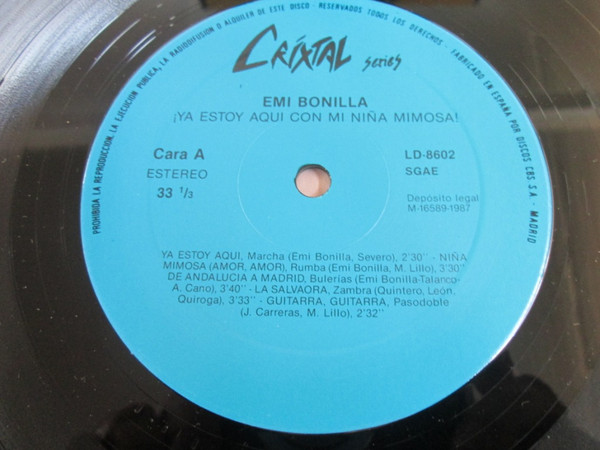 PROHIBIDA LA REPRODUCCION, LA EJECUCION PUBLICA, LA RADIODIFUSION O ALQUILER DE ESTE DISCO - RESERVADOS TODOS LOS DERECHOS - FABRICADO EN ESPAÑA POR DISCOS CBS S.A. - MADRID
CRÍXTAL series
EMI BONILLA
¡YA ESTOY AQUI CON MI NIÑA MIMOSA!
Cara A
ESTEREO
33 1/3
LD-8602
SGAE
Depósito legal
M-16589-1987
YA ESTOY AQUI, Marcha (Emi Bonilla, Severo), 2'30'' - NIÑA
MIMOSA (AMOR, AMOR), Rumba (Emi Bonilla, M. Lillo), 3'30''
DE ANDALUCIA A MADRID, Bulerías (Emi Bonilla-Talanco-
A. Cano), 3'40'' - LA SALVAORA, Zambra (Quintero, León,
Quiroga), 3'33'' - GUITARRA, GUITARRA, Pasodoble
(J. Carreras, M. Lillo), 2'32''